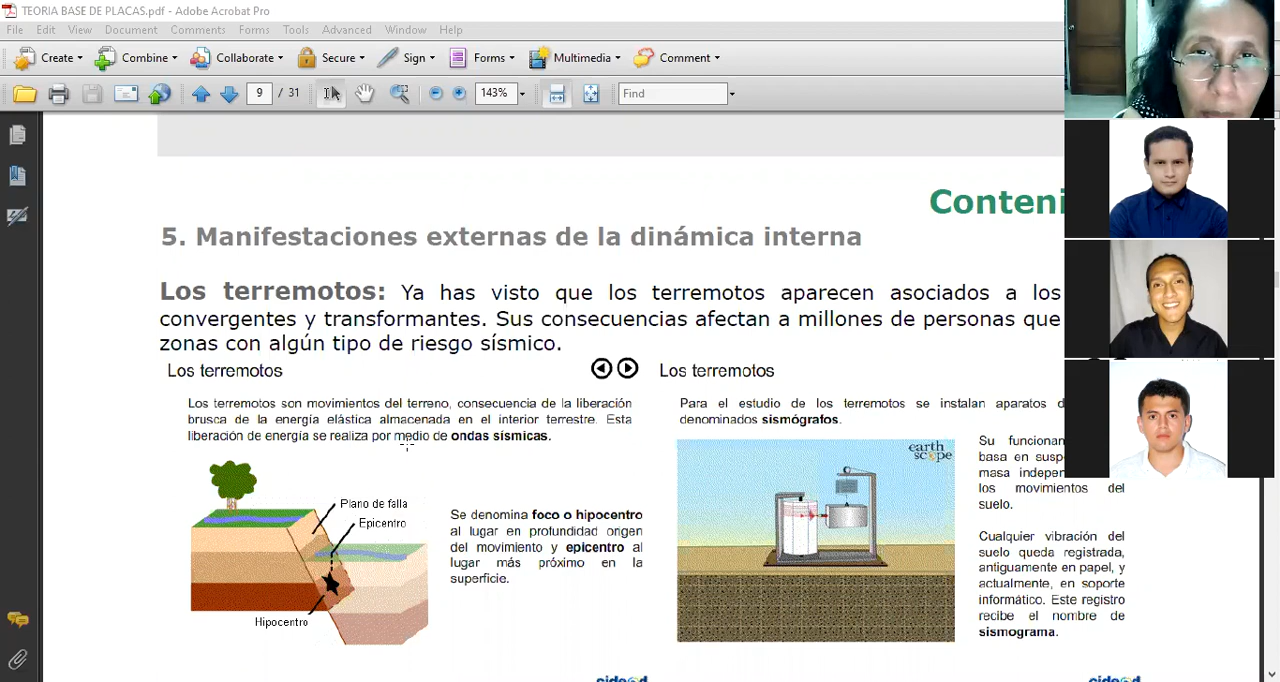 TEORIA BASE DE PLACAS.pdf - Adobe Acrobat Pro
File Edit View Document Comments Forms Tools Advanced Window Help
Create Combine Collaborate Secure Sign Forms Multimedia Comment
9 / 31 143% Find
Conteni
5. Manifestaciones externas de la dinámica interna
Los terremotos: Ya has visto que los terremotos aparecen asociados a los
convergentes y transformantes. Sus consecuencias afectan a millones de personas que
zonas con algún tipo de riesgo sísmico.
Los terremotos
Los terremotos son movimientos del terreno, consecuencia de la liberación
brusca de la energía elástica almacenada en el interior terrestre. Esta
liberación de energía se realiza por medio de ondas sísmicas.
Plano de falla
Epicentro
Hipocentro
Se denomina foco o hipocentro
al lugar en profundidad origen
del movimiento y epicentro al
lugar más próximo en la
superficie.
Los terremotos
Para el estudio de los terremotos se instalan aparatos d
denominados sismógrafos.
earth
scope
Su funcionan
basa en susp
masa indepen
los movimientos del
suelo.
Cualquier vibración del
suelo queda registrada,
antiguamente en papel, y
actualmente, en soporte
informático. Este registro
recibe el nombre de
sismograma.
cidead
cidead